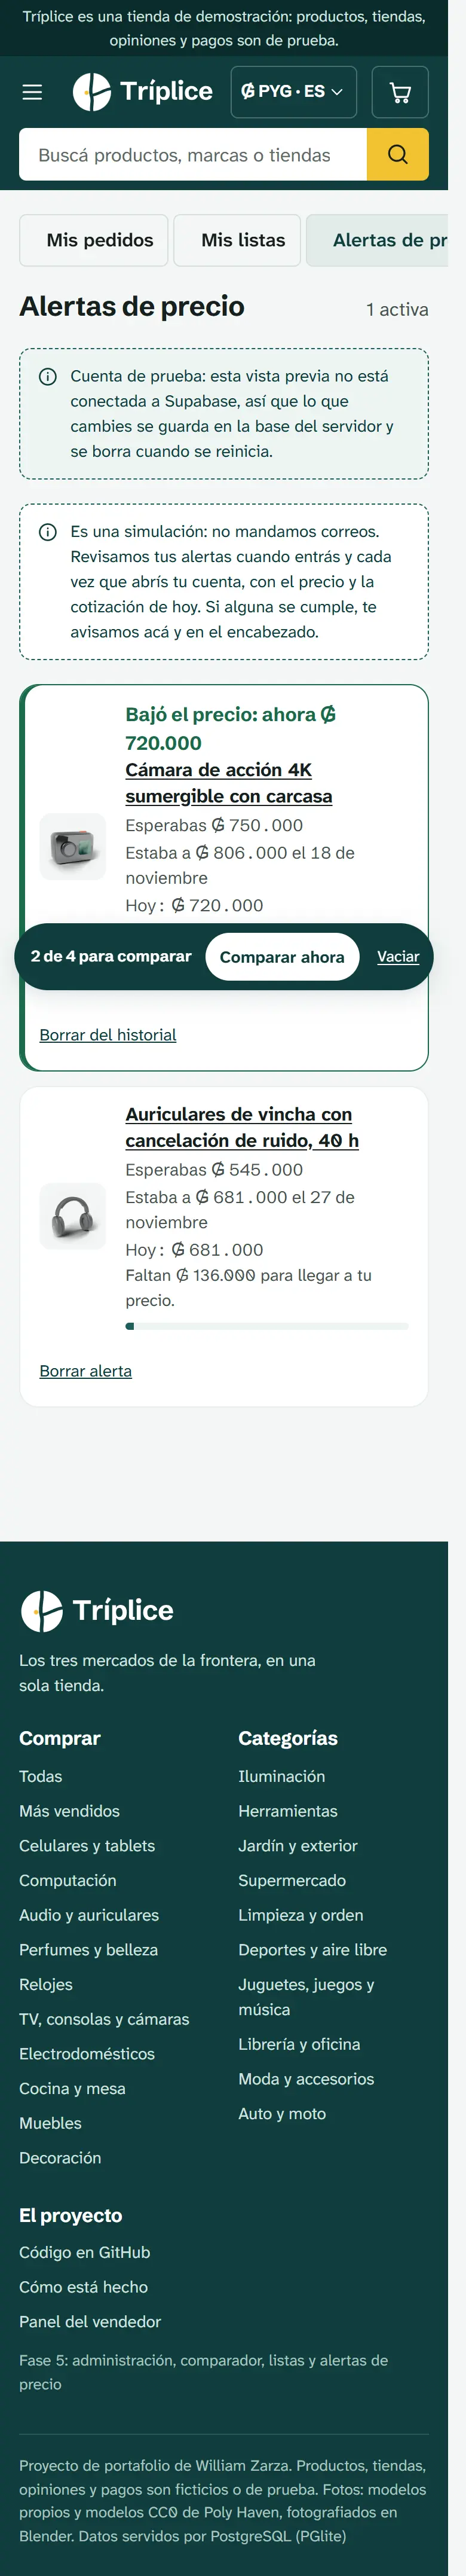 Tríplice es una tienda de demostración: productos, tiendas,
opiniones y pagos son de prueba.
Tríplice
₲ PYG · ES
Buscá productos, marcas o tiendas
Mis pedidos
Mis listas
Alertas de pr
Alertas de precio
1 activa
Cuenta de prueba: esta vista previa no está
conectada a Supabase, así que lo que
cambies se guarda en la base del servidor y
se borra cuando se reinicia.
Es una simulación: no mandamos correos.
Revisamos tus alertas cuando entrás y cada
vez que abrís tu cuenta, con el precio y la
cotización de hoy. Si alguna se cumple, te
avisamos acá y en el encabezado.
Bajó el precio: ahora ₲
720.000
Cámara de acción 4K
sumergible con carcasa
Esperabas ₲ 750.000
Estaba a ₲ 806.000 el 18 de
noviembre
Hoy: ₲ 720.000
2 de 4 para comparar
Comparar ahora
Vaciar
Borrar del historial
Auriculares de vincha con
cancelación de ruido, 40 h
Esperabas ₲ 545.000
Estaba a ₲ 681.000 el 27 de
noviembre
Hoy: ₲ 681.000
Faltan ₲ 136.000 para llegar a tu
precio.
Borrar alerta
Tríplice
Los tres mercados de la frontera, en una
sola tienda.
Comprar
Todas
Más vendidos
Celulares y tablets
Computación
Audio y auriculares
Perfumes y belleza
Relojes
TV, consolas y cámaras
Electrodomésticos
Cocina y mesa
Muebles
Decoración
Categorías
Iluminación
Herramientas
Jardín y exterior
Supermercado
Limpieza y orden
Deportes y aire libre
Juguetes, juegos y
música
Librería y oficina
Moda y accesorios
Auto y moto
El proyecto
Código en GitHub
Cómo está hecho
Panel del vendedor
Fase 5: administración, comparador, listas y alertas de
precio
Proyecto de portafolio de William Zarza. Productos, tiendas,
opiniones y pagos son ficticios o de prueba. Fotos: modelos
propios y modelos CC0 de Poly Haven, fotografiados en
Blender. Datos servidos por PostgreSQL (PGlite)